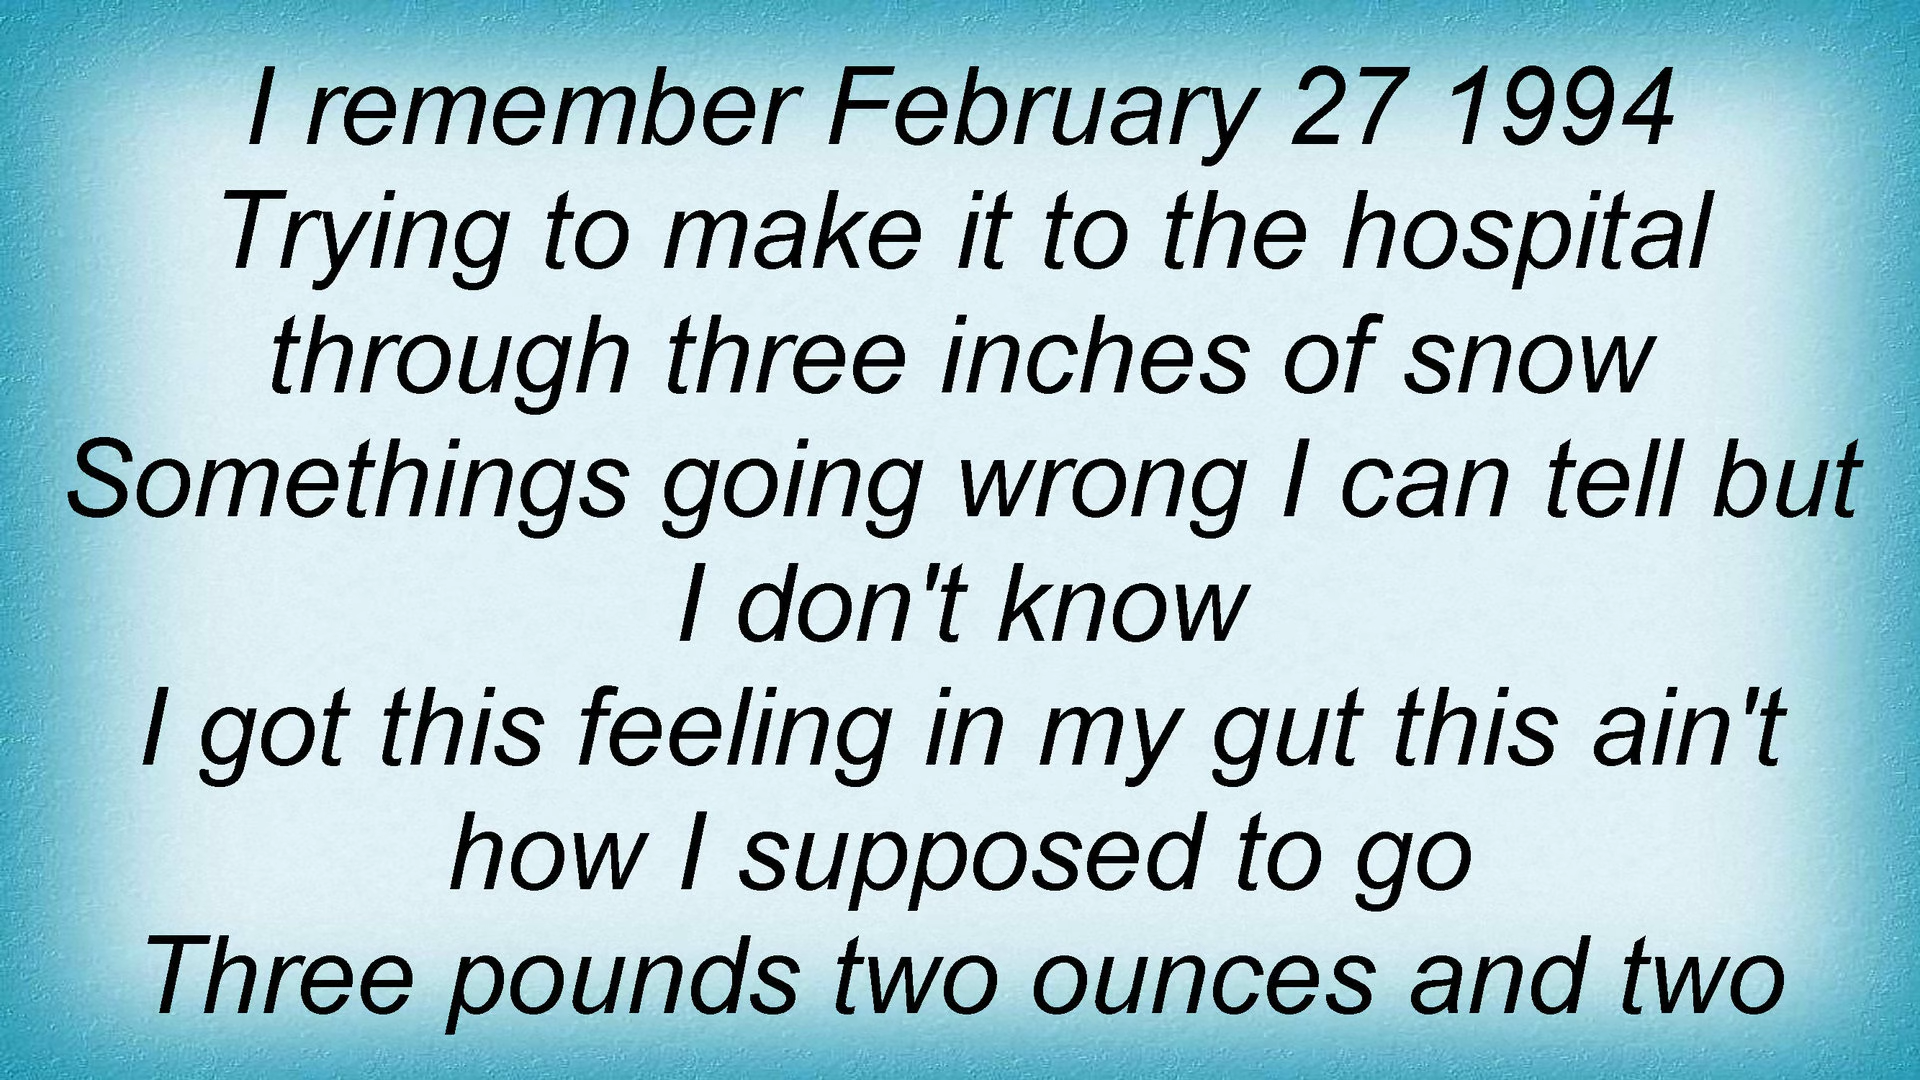 I remember February 27 1994
Trying to make it to the hospital
through three inches of snow
Somethings going wrong I can tell but
I don't know
I got this feeling in my gut this ain't
how I supposed to go
Three pounds two ounces and two